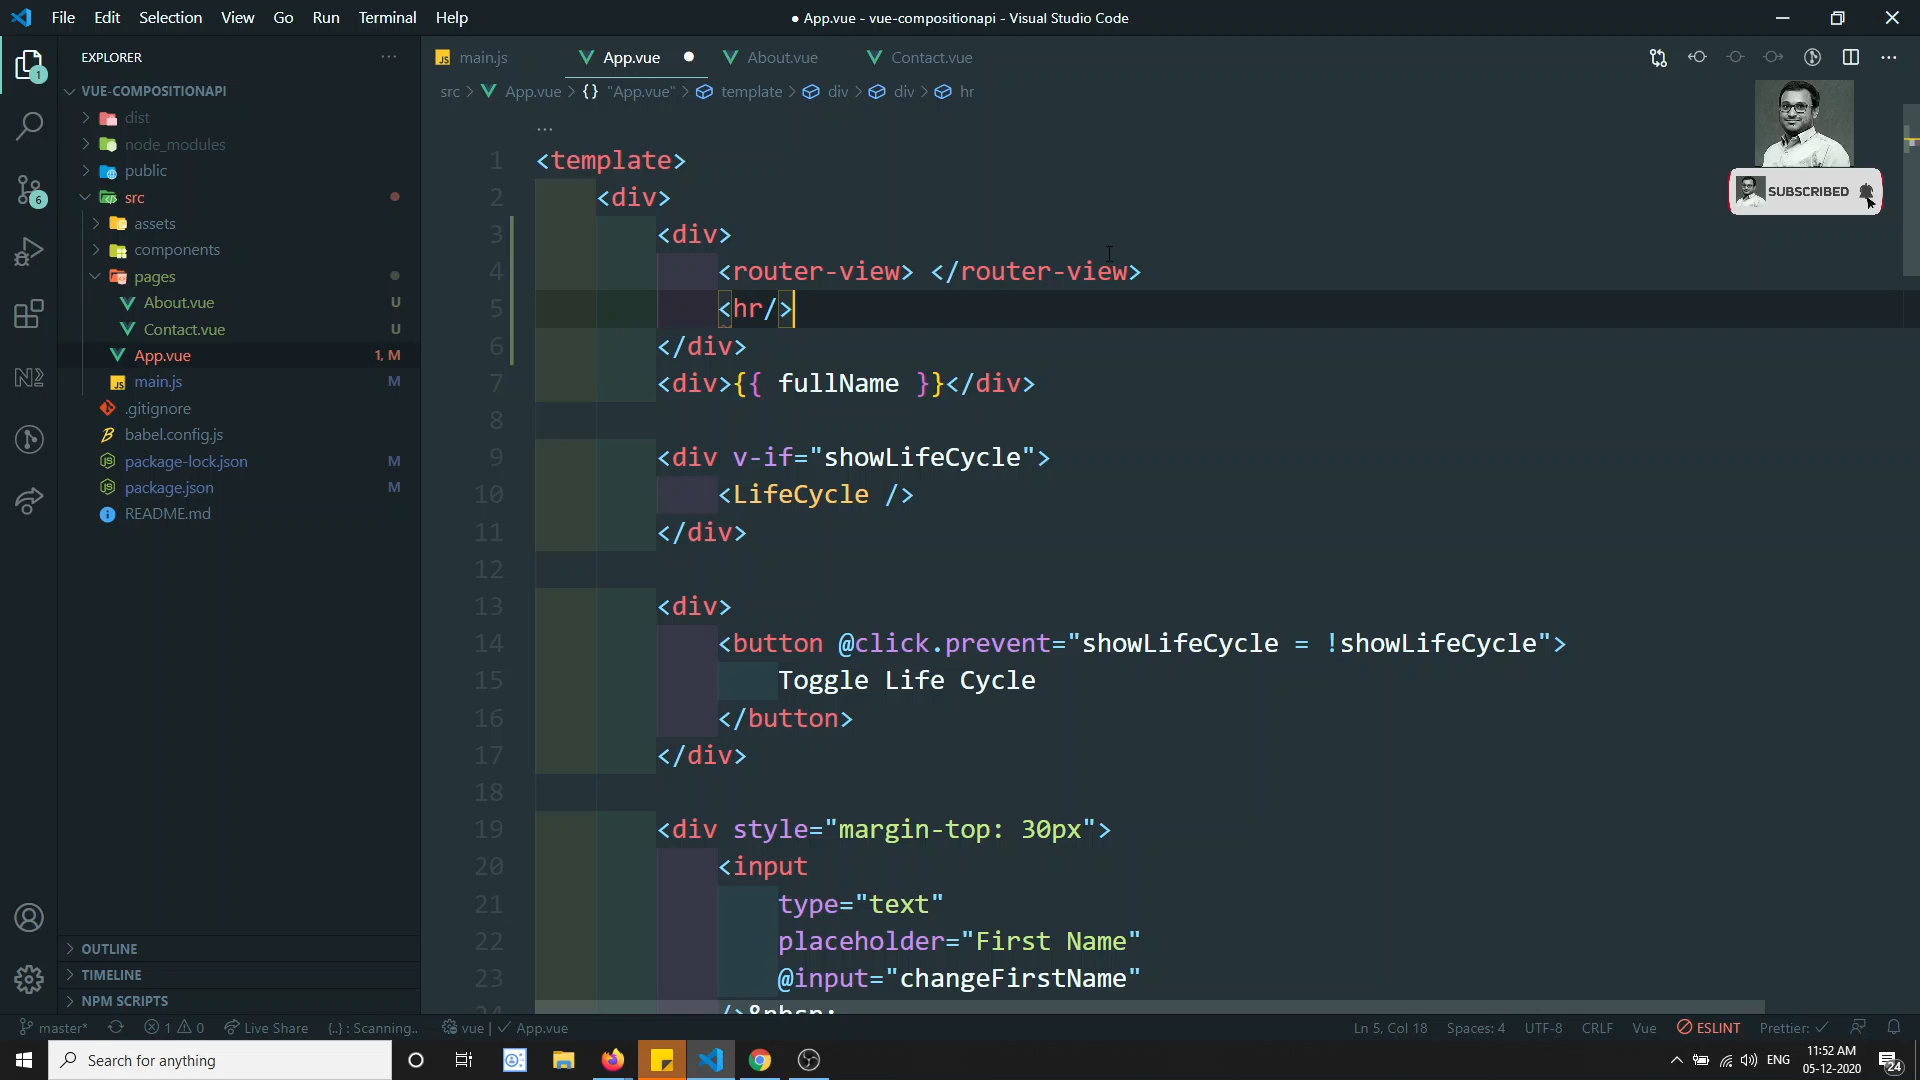 File Edit Selection View Go Run Terminal Help
● App.vue - vue-compositionapi - Visual Studio Code
EXPLORER
VUE-COMPOSITIONAPI
dist
node_modules
public
src
assets
components
pages
About.vue U
Contact.vue U
App.vue 1, M
main.js M
.gitignore
babel.config.js
package-lock.json M
package.json M
README.md
OUTLINE
TIMELINE
NPM SCRIPTS
1
6
main.js App.vue About.vue Contact.vue
src > App.vue > {} "App.vue" > template > div > div > hr
...
1 <template>
2 <div>
3 <div>
4 <router-view> </router-view>
5 <hr/>
6 </div>
7 <div>{{ fullName }}</div>
8
9 <div v-if="showLifeCycle">
10 <LifeCycle />
11 </div>
12
13 <div>
14 <button @click.prevent="showLifeCycle = !showLifeCycle">
15 Toggle Life Cycle
16 </button>
17 </div>
18
19 <div style="margin-top: 30px">
20 <input
21 type="text"
22 placeholder="First Name"
23 @input="changeFirstName"
24 />&nbsp;
SUBSCRIBED
master* 1 0 Live Share {..} : Scanning.. vue | ✓ App.vue
Ln 5, Col 18 Spaces: 4 UTF-8 CRLF Vue ESLINT Prettier: ✓
Search for anything
ENG
11:52 AM
05-12-2020
24